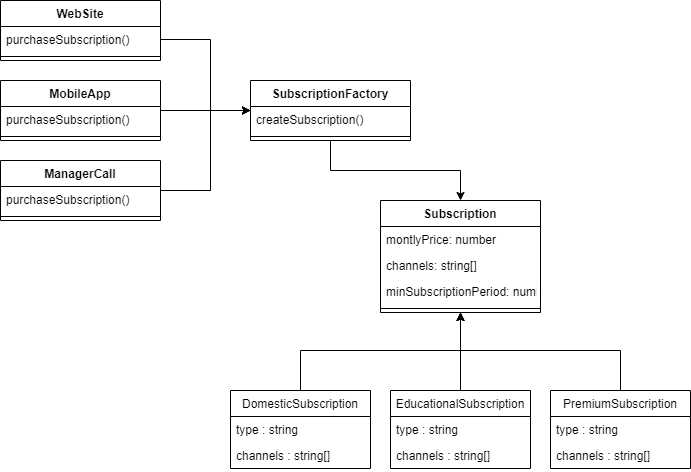 WebSite
purchaseSubscription()
MobileApp
purchaseSubscription()
ManagerCall
purchaseSubscription()
SubscriptionFactory
createSubscription()
Subscription
montlyPrice: number
channels: string[]
minSubscriptionPeriod: num
DomesticSubscription
type : string
channels : string[]
EducationalSubscription
type : string
channels : string[]
PremiumSubscription
type : string
channels : string[]